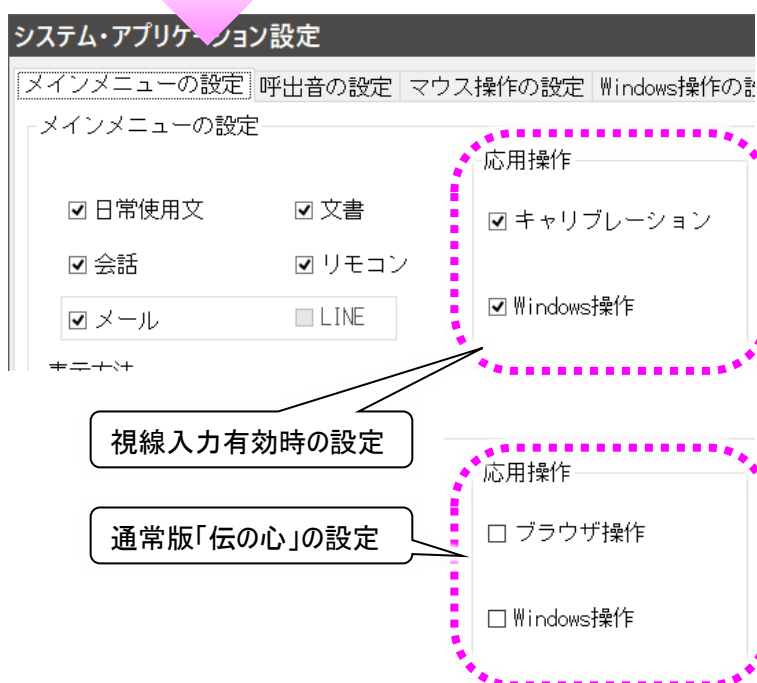 システム・アプリケーション設定
メインメニューの設定 呼出音の設定 マウス操作の設定 Windows操作の
メインメニューの設定
応用操作
日常使用文 文書
キャリブレーション
会話 リモコン
メール LINE
Windows操作
視線入力有効時の設定
応用操作
ブラウザ操作
通常版「伝の心」の設定
Windows操作